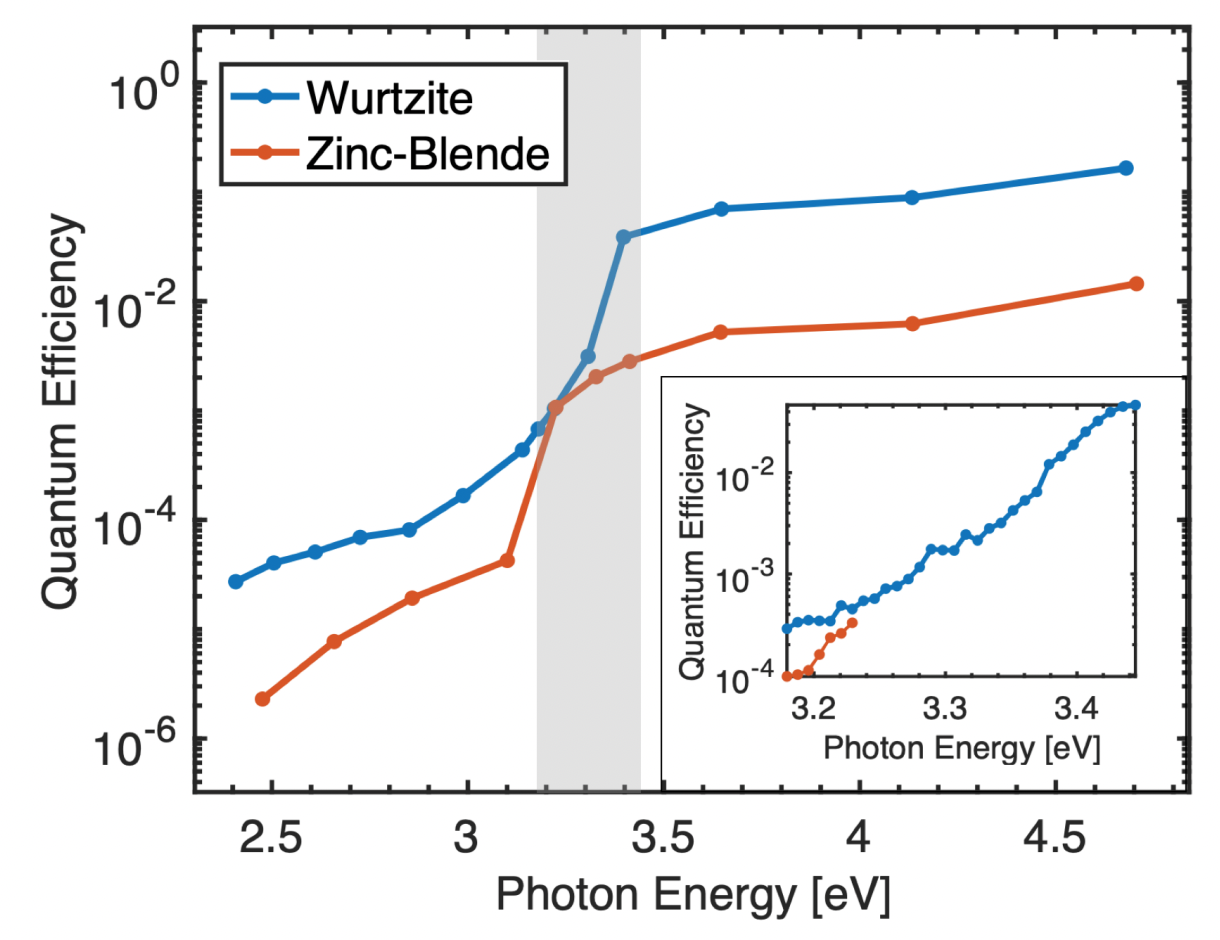 Wurtzite
Zinc-Blende
Quantum Efficiency
10^0
10^-2
10^-4
10^-6
2.5 3 3.5 4 4.5
Photon Energy [eV]
Quantum Efficiency
10^-2
10^-3
10^-4
3.2 3.3 3.4
Photon Energy [eV]